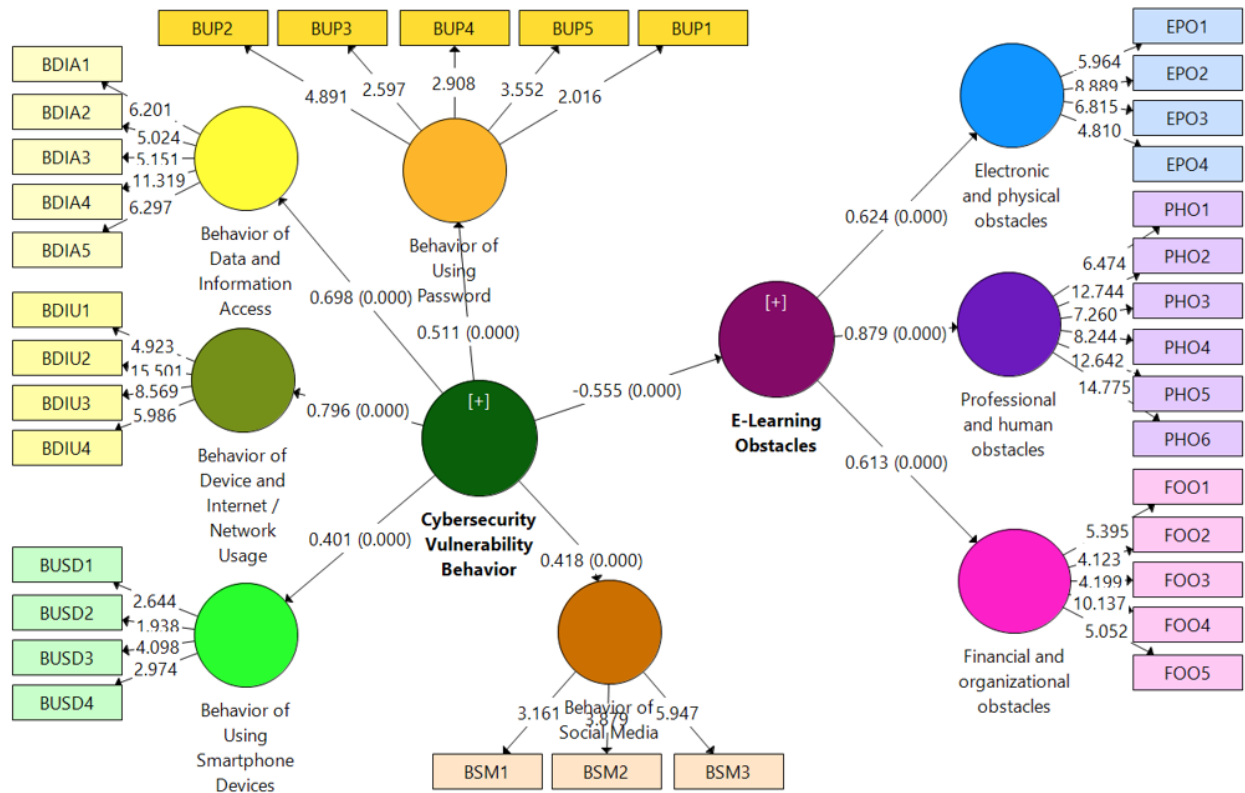 BUP2
BUP3
BUP4
BUP5
BUP1
4.891
2.597
2.908
3.552
2.016
Behavior of
Using
Password
BDIA1
BDIA2
BDIA3
BDIA4
BDIA5
6.201
5.024
5.151
11.319
6.297
Behavior of
Data and
Information
Access
0.698 (0.000)
0.511 (0.000)
BDIU1
BDIU2
BDIU3
BDIU4
4.923
15.501
8.569
5.986
Behavior of
Device and
Internet /
Network
Usage
0.796 (0.000)
[+]
Cybersecurity
Vulnerability
Behavior
-0.555 (0.000)
0.401 (0.000)
0.418 (0.000)
BUSD1
BUSD2
BUSD3
BUSD4
2.644
1.938
4.098
2.974
Behavior of
Using
Smartphone
Devices
Behavior of
Social Media
3.161
3.879
5.947
BSM1
BSM2
BSM3
[+]
E-Learning
Obstacles
0.624 (0.000)
0.879 (0.000)
0.613 (0.000)
Electronic
and physical
obstacles
5.964
8.889
6.815
4.810
EPO1
EPO2
EPO3
EPO4
Professional
and human
obstacles
6.474
12.744
7.260
8.244
12.642
14.775
PHO1
PHO2
PHO3
PHO4
PHO5
PHO6
Financial and
organizational
obstacles
5.395
4.123
4.199
10.137
5.052
FOO1
FOO2
FOO3
FOO4
FOO5